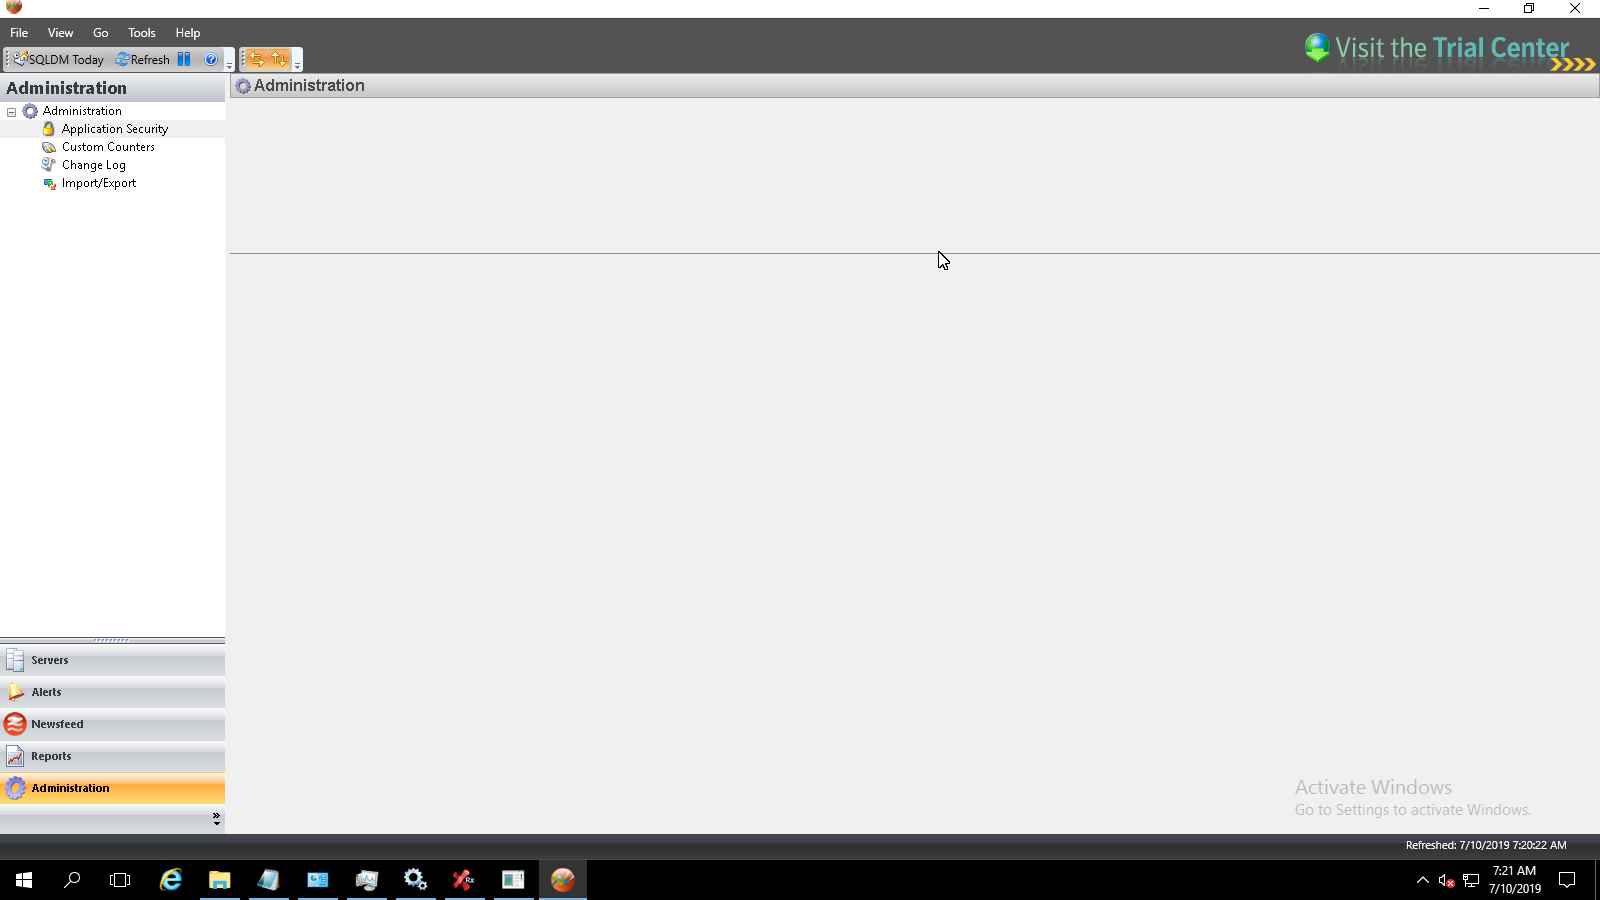 File View Go Tools Help
Visit the Trial Center
SQLDM Today Refresh
Administration
Administration
Administration
Application Security
Custom Counters
Change Log
Import/Export
Servers
Alerts
Newsfeed
Reports
Administration
Activate Windows
Go to Settings to activate Windows.
Refreshed: 7/10/2019 7:20:22 AM
Rx
7:21 AM
7/10/2019